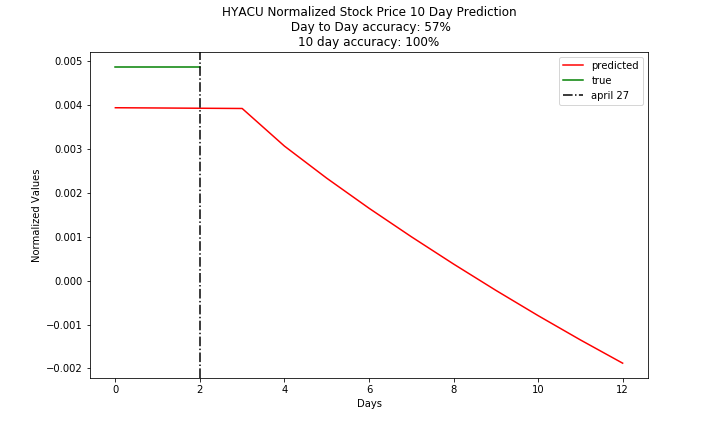 HYACU Normalized Stock Price 10 Day Prediction
Day to Day accuracy: 57%
10 day accuracy: 100%
predicted
true
april 27
0.005
0.004
0.003
0.002
0.001
0.000
−0.001
−0.002
Normalized Values
0 2 4 6 8 10 12
Days